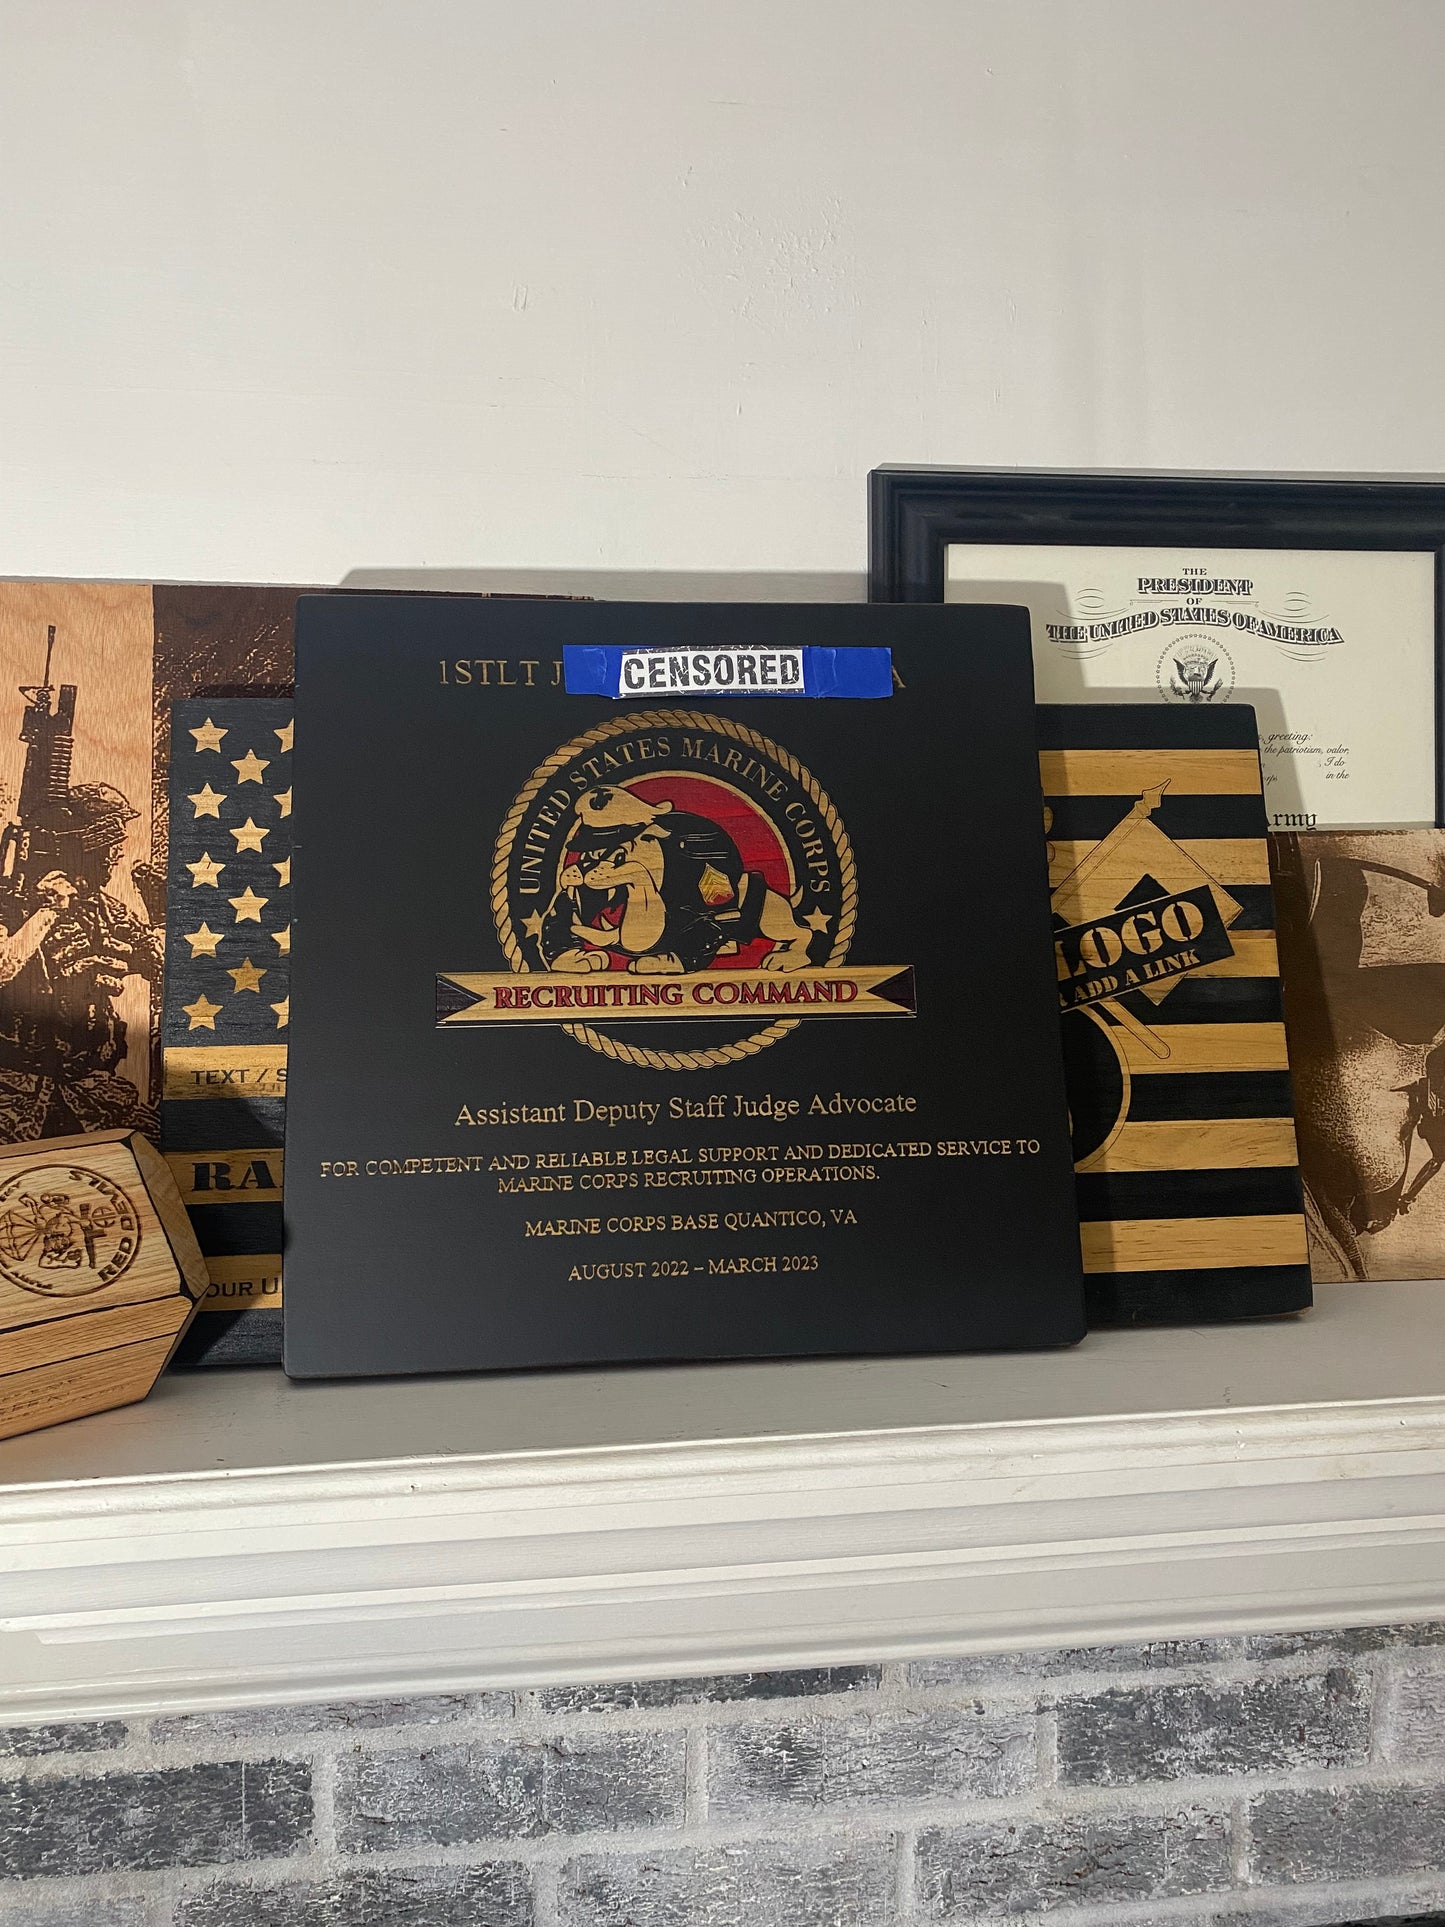 1STLT J CENSORED A
UNITED STATES MARINE CORPS
RECRUITING COMMAND
Assistant Deputy Staff Judge Advocate
FOR COMPETENT AND RELIABLE LEGAL SUPPORT AND DEDICATED SERVICE TO
MARINE CORPS RECRUITING OPERATIONS.
MARINE CORPS BASE QUANTICO, VA
AUGUST 2022 – MARCH 2023
THE
PRESIDENT
OF
THE UNITED STATES OF AMERICA
greeting:
the patriotism, valor,
, I do
in the
Army
LOGO
ADD A LINK
TEXT / S
RA
OUR U
RED DEVILS